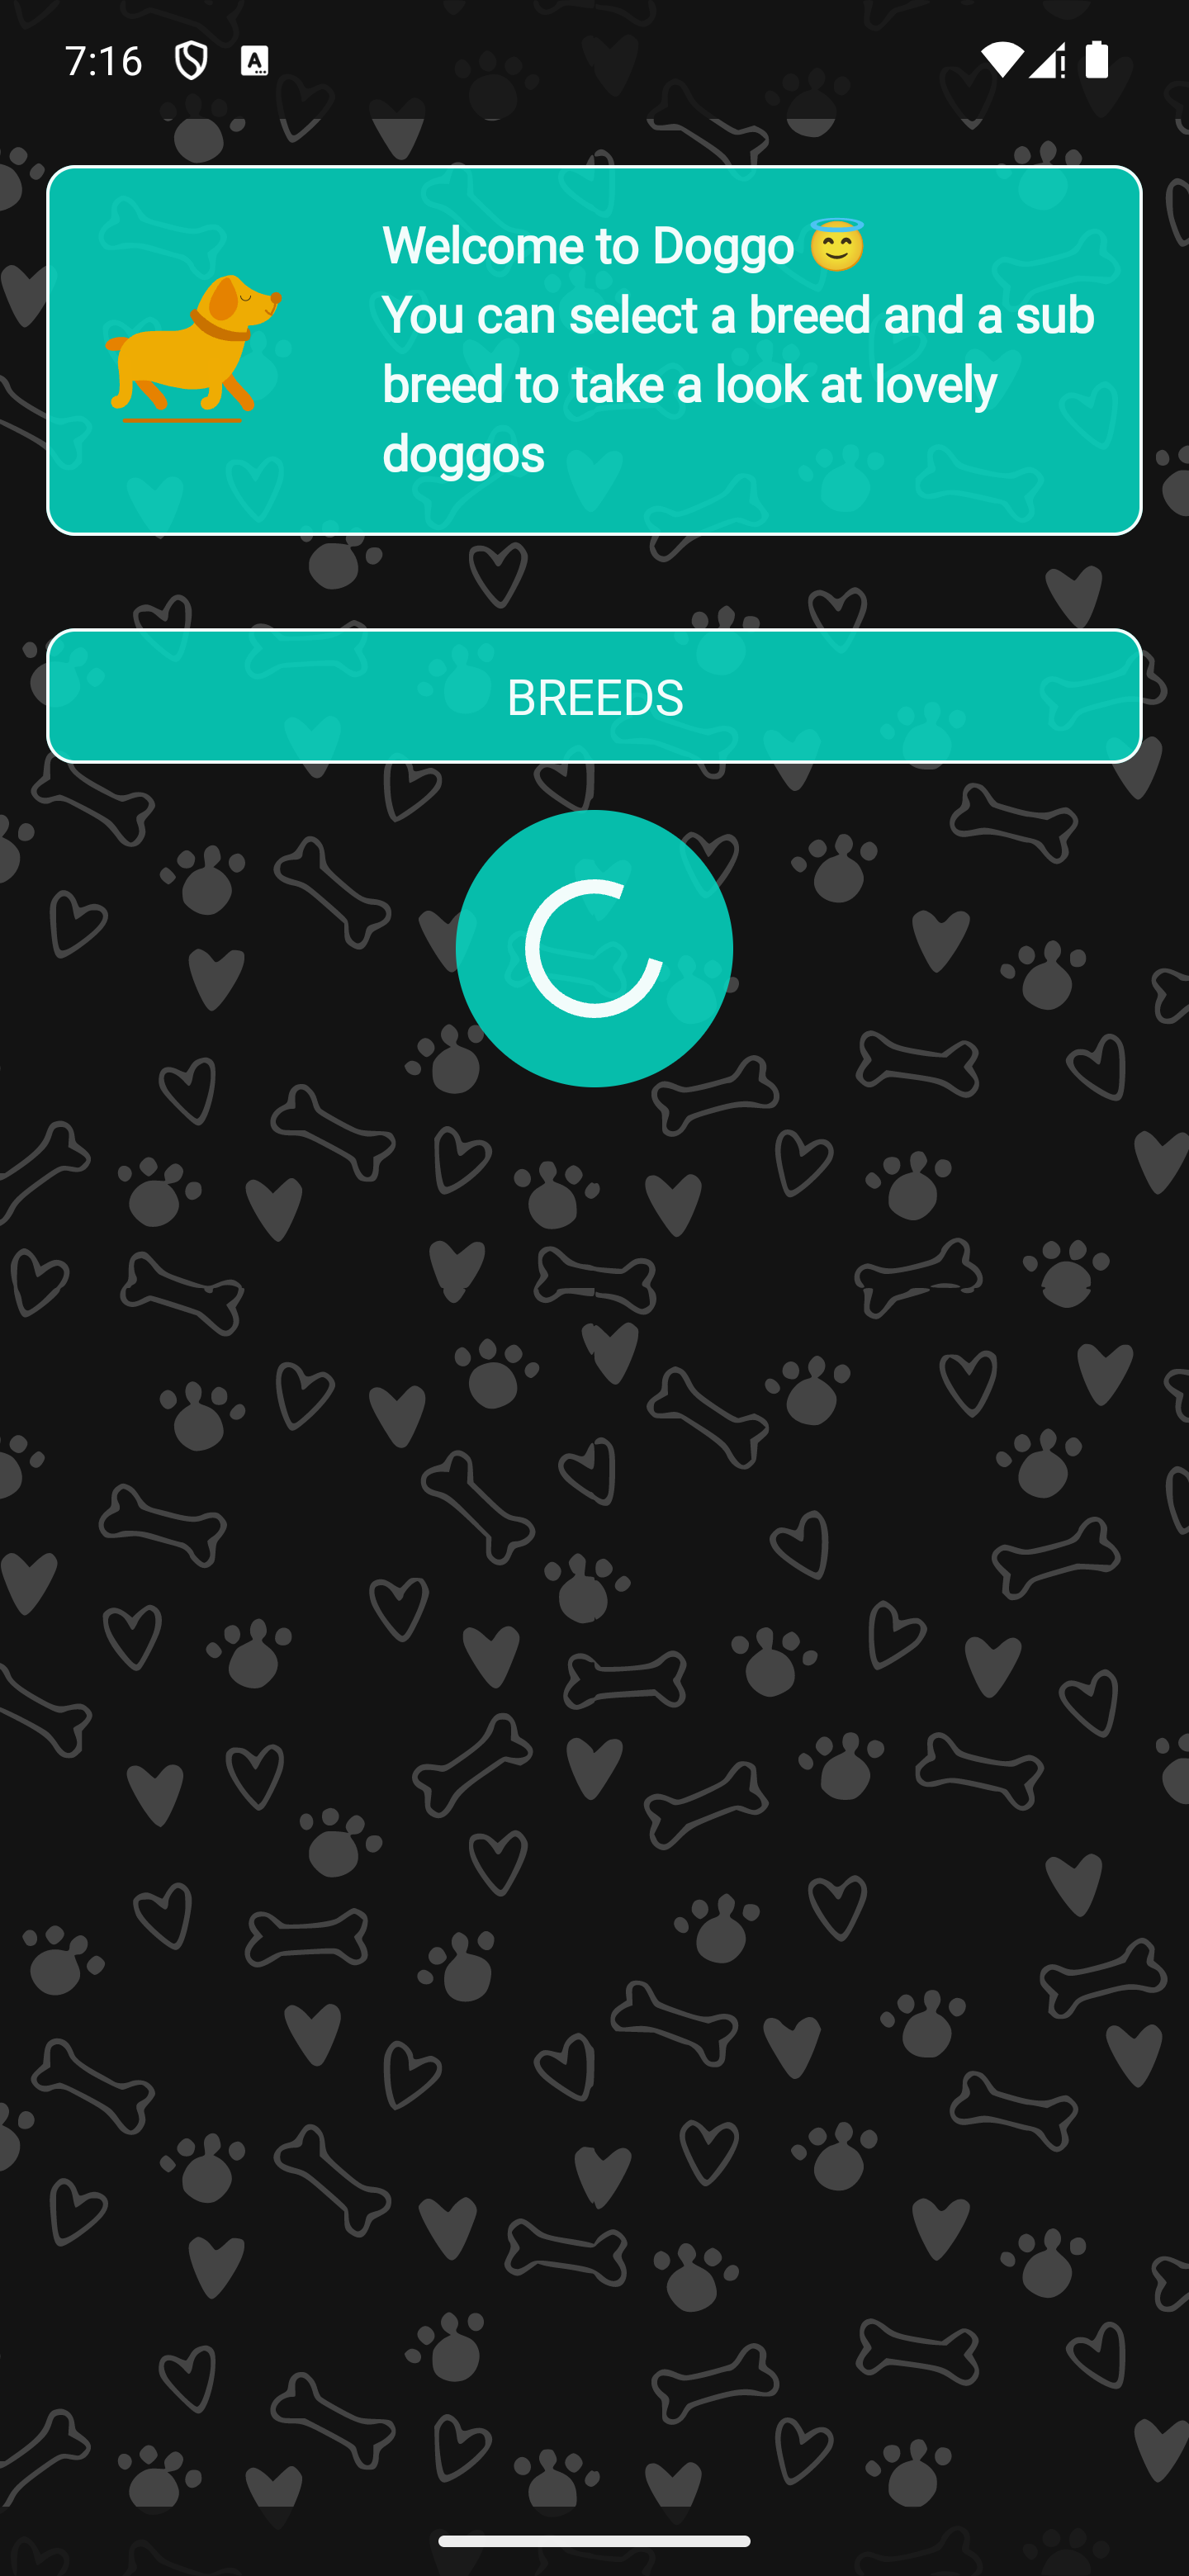 7:16
Welcome to Doggo 😇
You can select a breed and a sub
breed to take a look at lovely
doggos
BREEDS